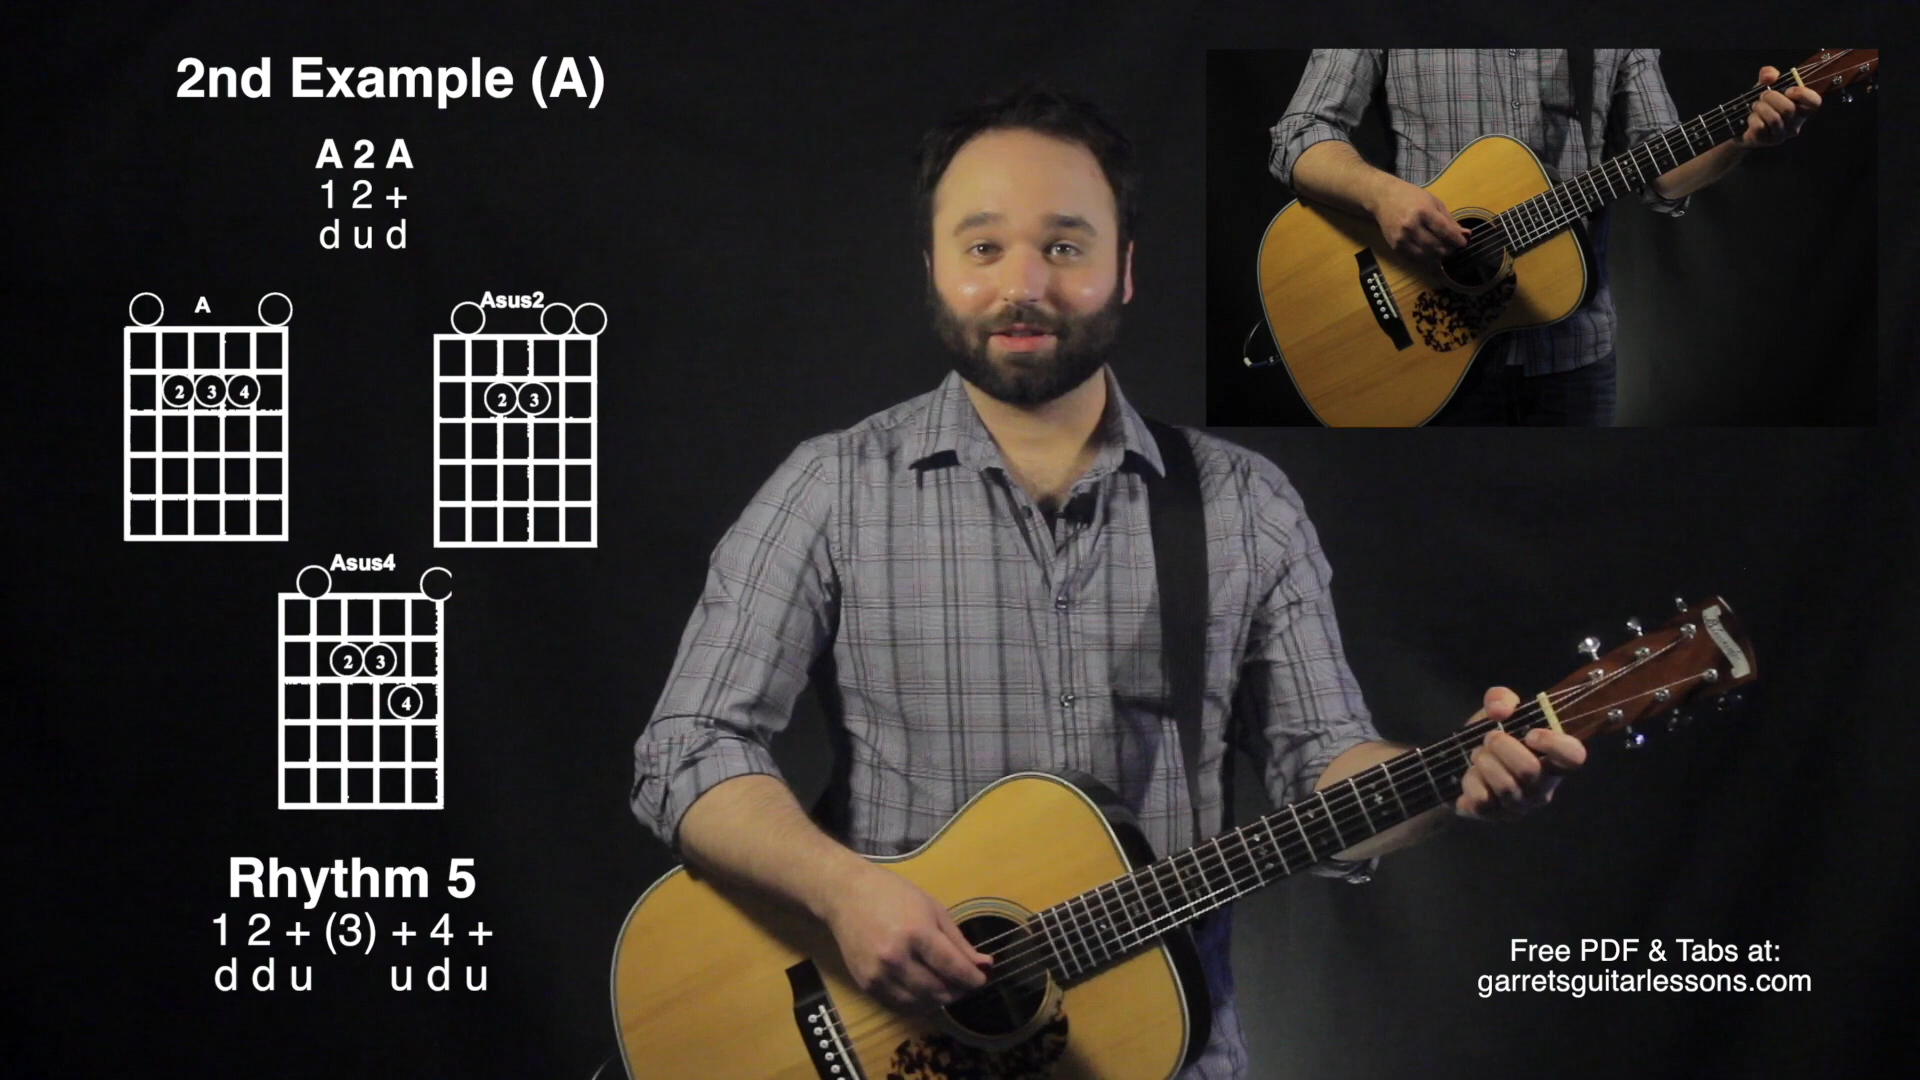 2nd Example (A)
A 2 A
1 2 +
d u d
A
2 3 4
Asus2
2 3
Asus4
2 3
4
Rhythm 5
1 2 + (3) + 4 +
d d u u d u
Free PDF & Tabs at:
garretsguitarlessons.com